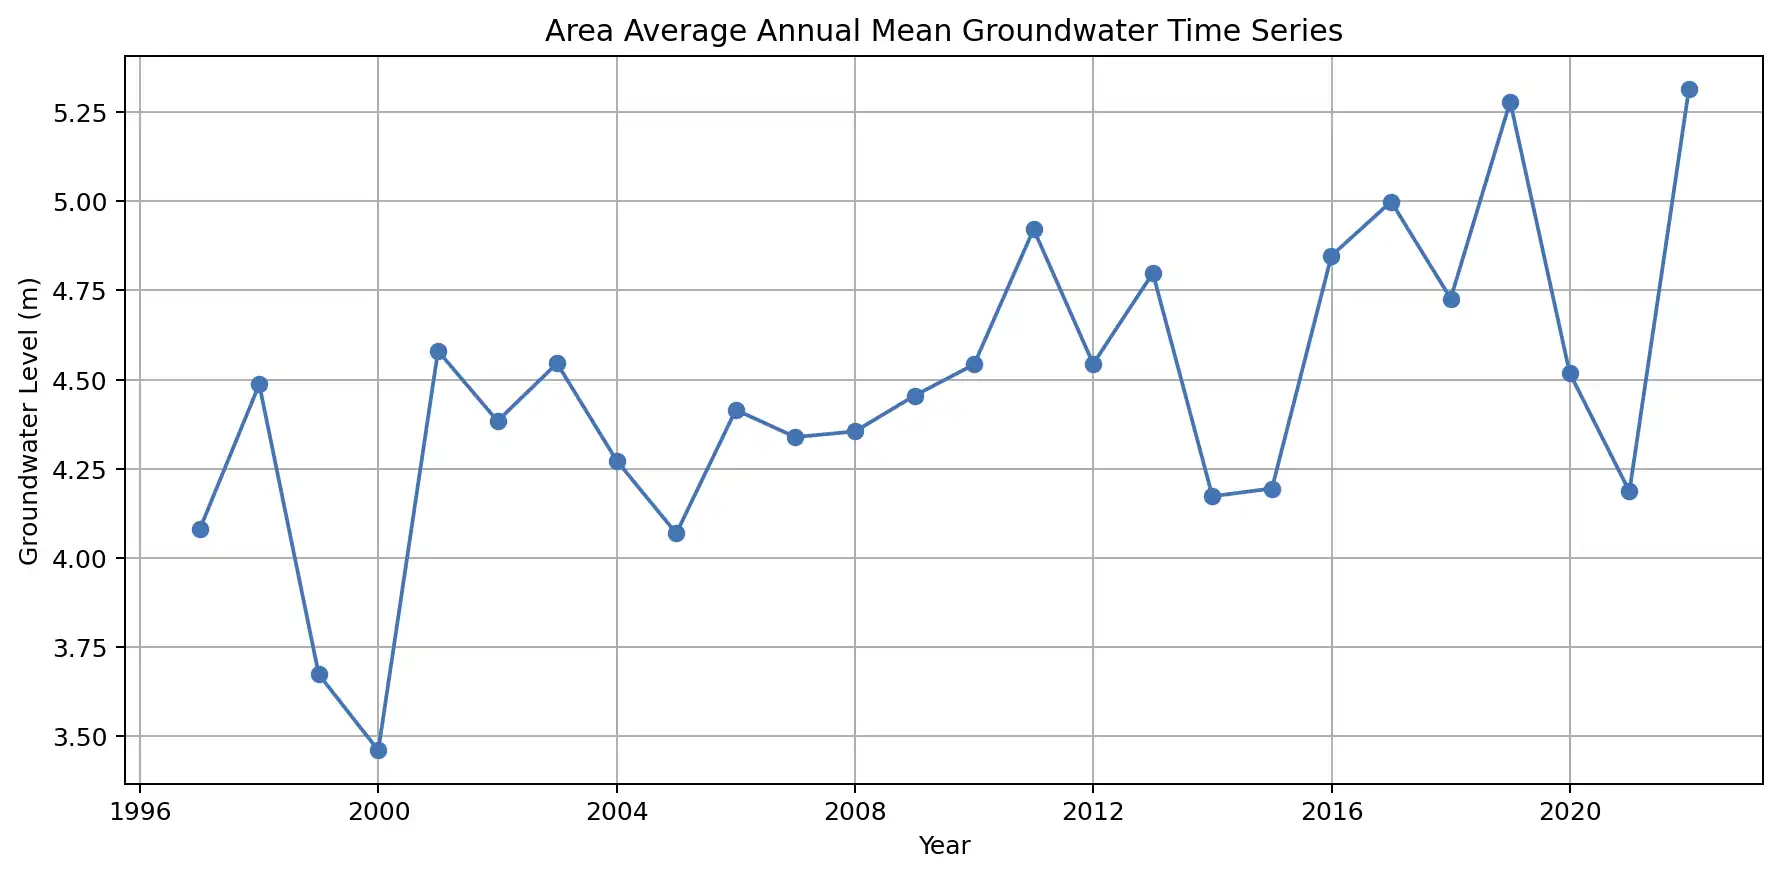 Area Average Annual Mean Groundwater Time Series
Groundwater Level (m)
5.25
5.00
4.75
4.50
4.25
4.00
3.75
3.50
1996 2000 2004 2008 2012 2016 2020
Year